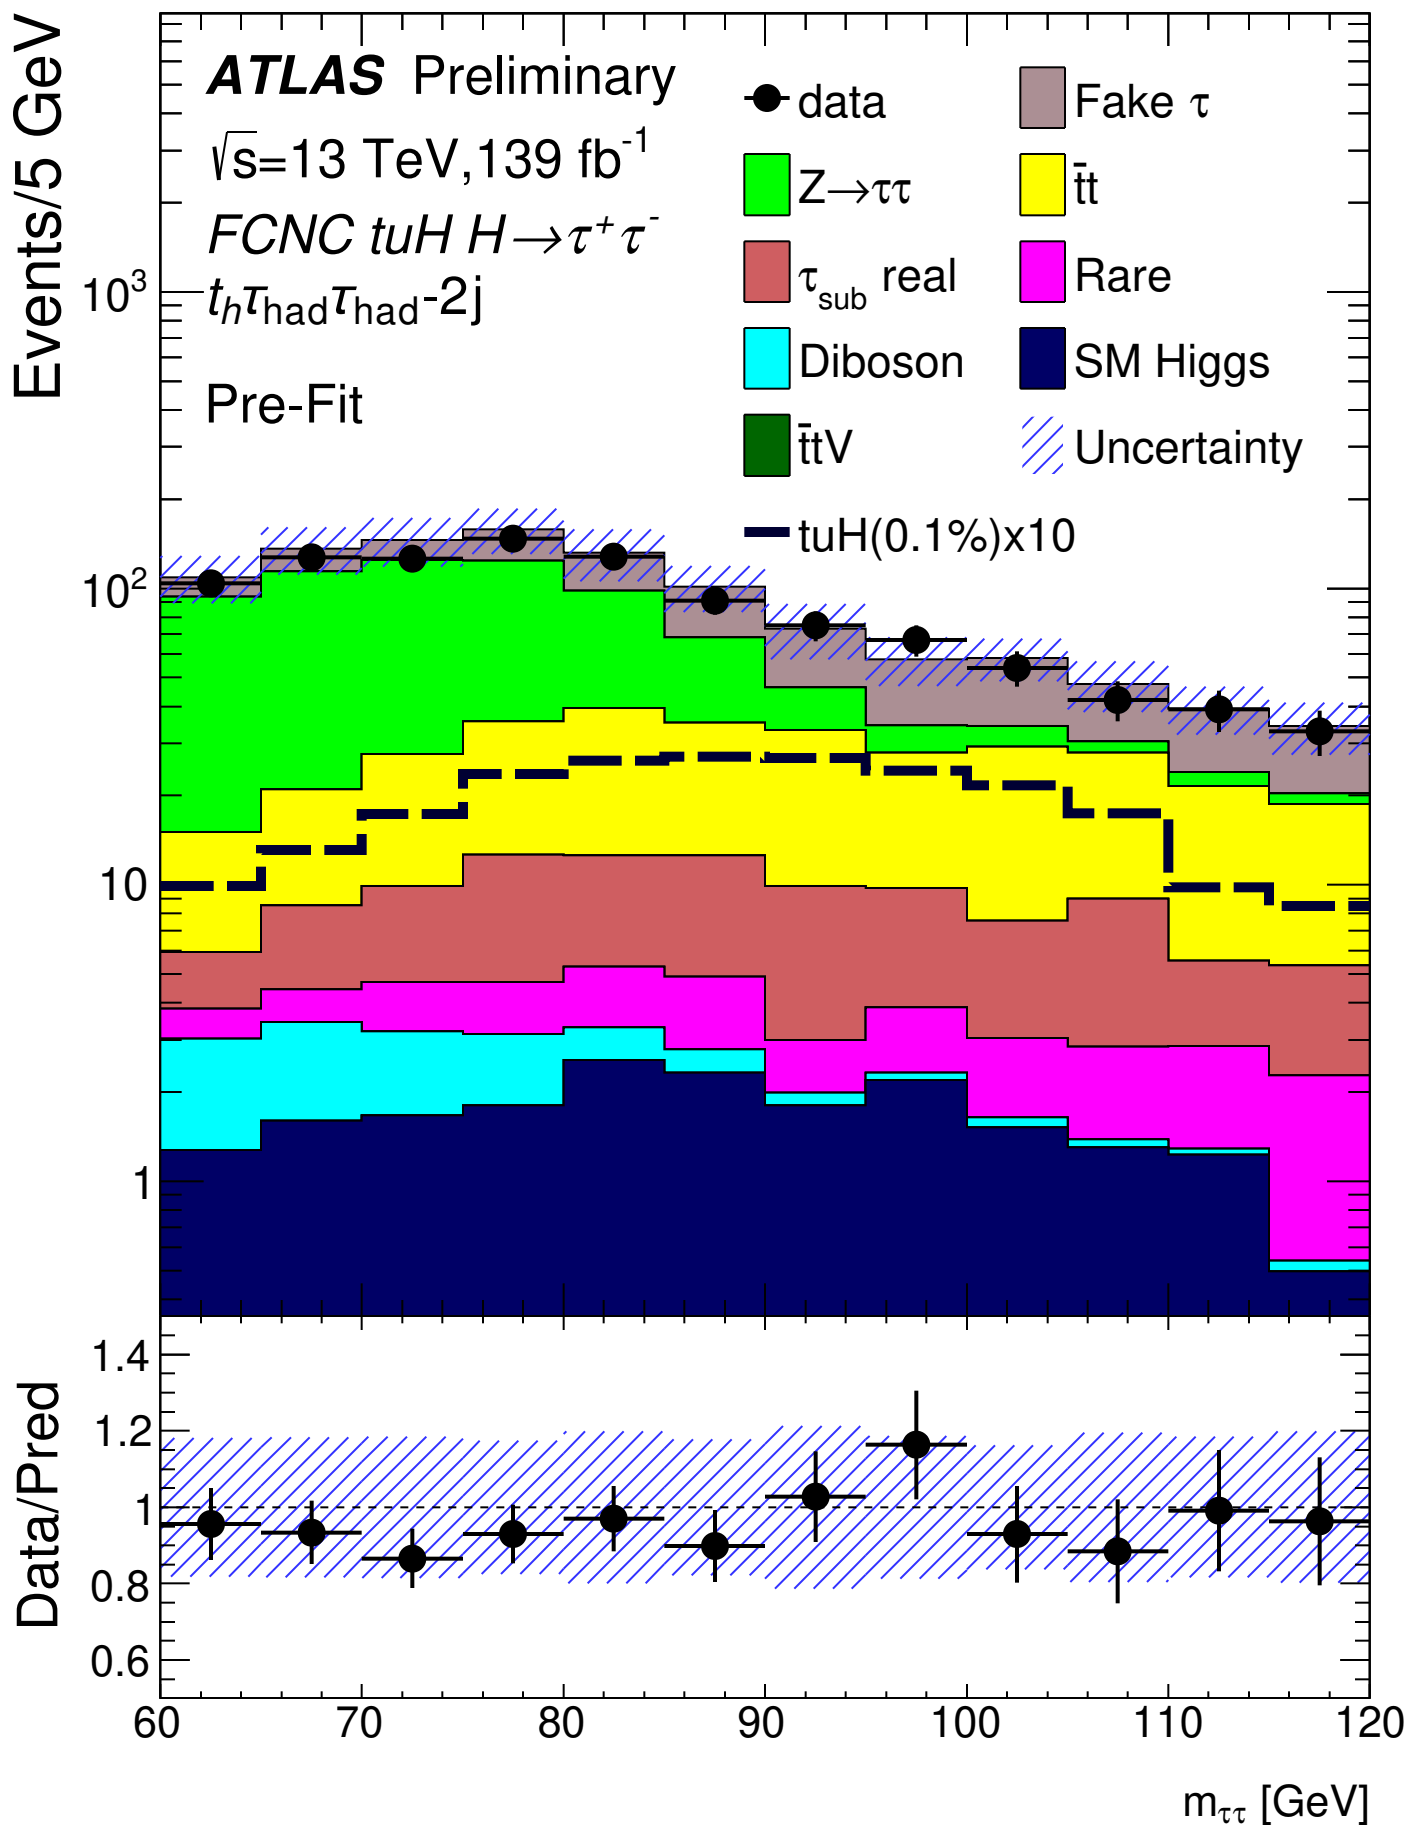 Events/5 GeV
ATLAS Preliminary
√s=13 TeV,139 fb⁻¹
FCNC tuH H→τ⁺τ⁻
tₕτhadτhad-2j
Pre-Fit
data
Fake τ
Z→ττ
t̄t
τsub real
Rare
Diboson
SM Higgs
t̄tV
Uncertainty
tuH(0.1%)x10
10³
10²
10
1
Data/Pred
1.4
1.2
1
0.8
0.6
60 70 80 90 100 110 120
mττ [GeV]